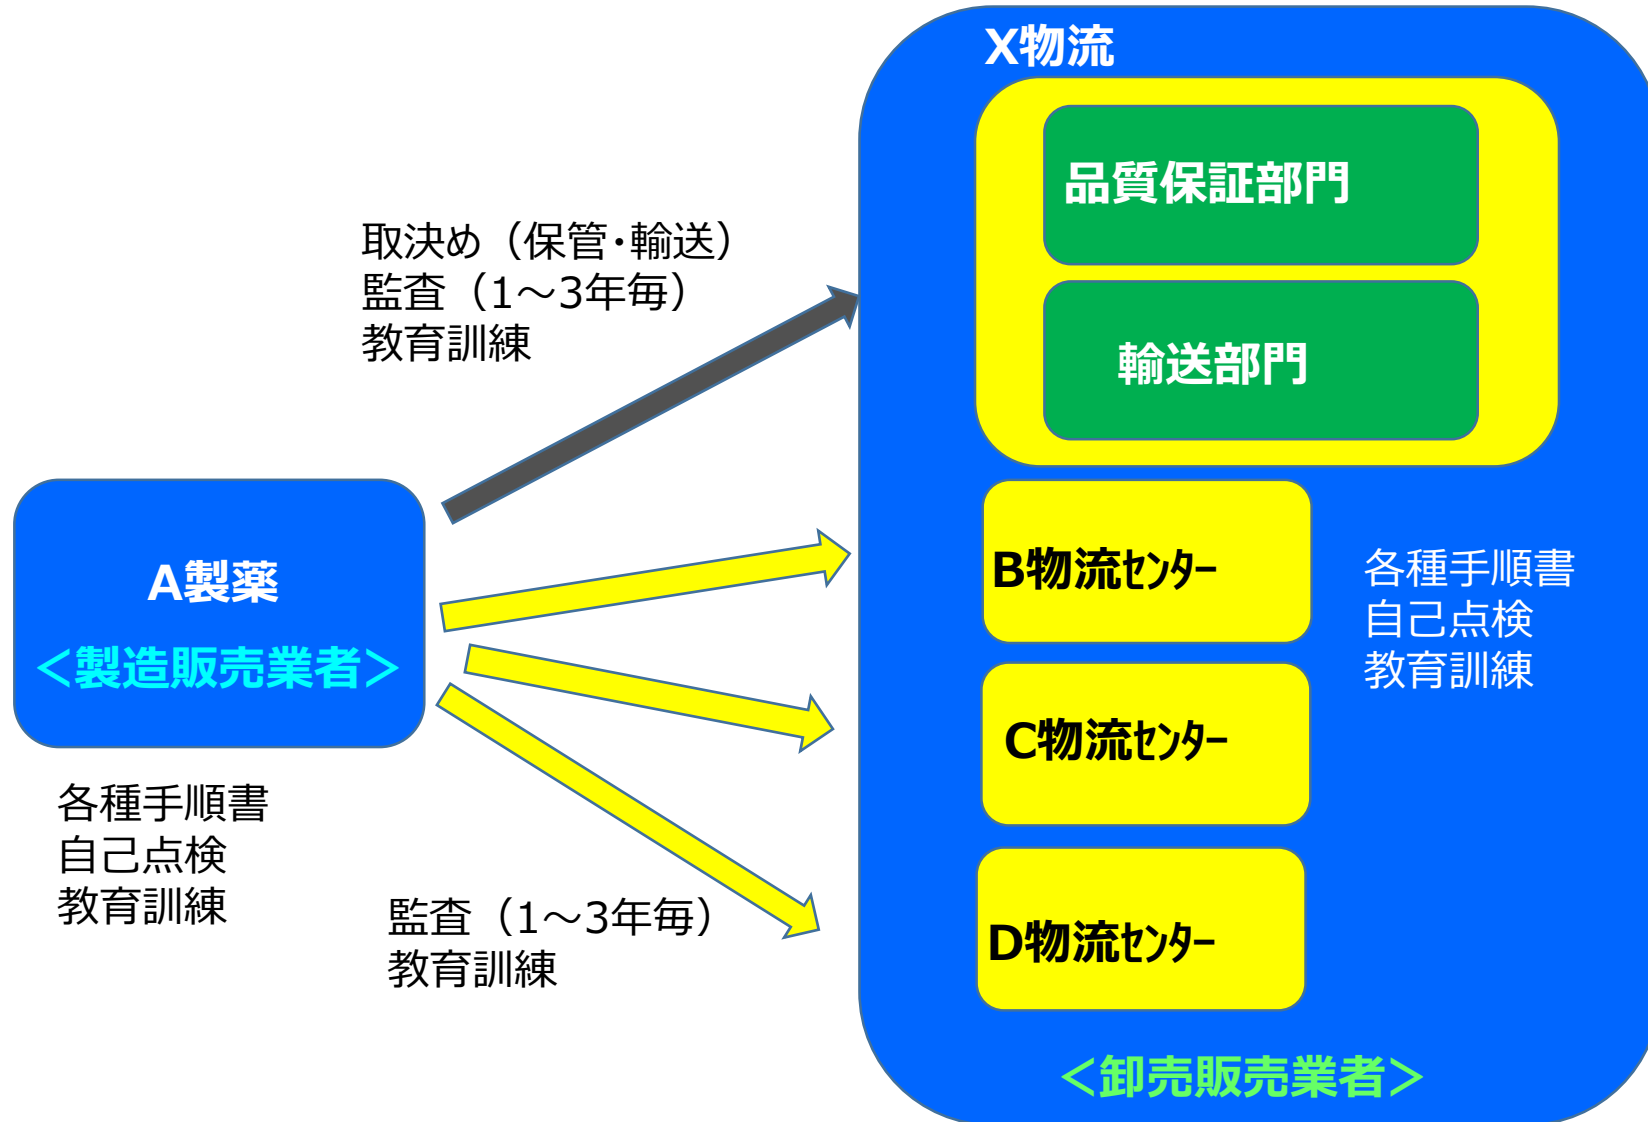 X物流
品質保証部門
輸送部門
取決め（保管・輸送）
監査（1～3年毎）
教育訓練
A製薬
＜製造販売業者＞
各種手順書
自己点検
教育訓練
監査（1～3年毎）
教育訓練
B物流ｾﾝﾀｰ
C物流ｾﾝﾀｰ
D物流ｾﾝﾀｰ
各種手順書
自己点検
教育訓練
＜卸売販売業者＞